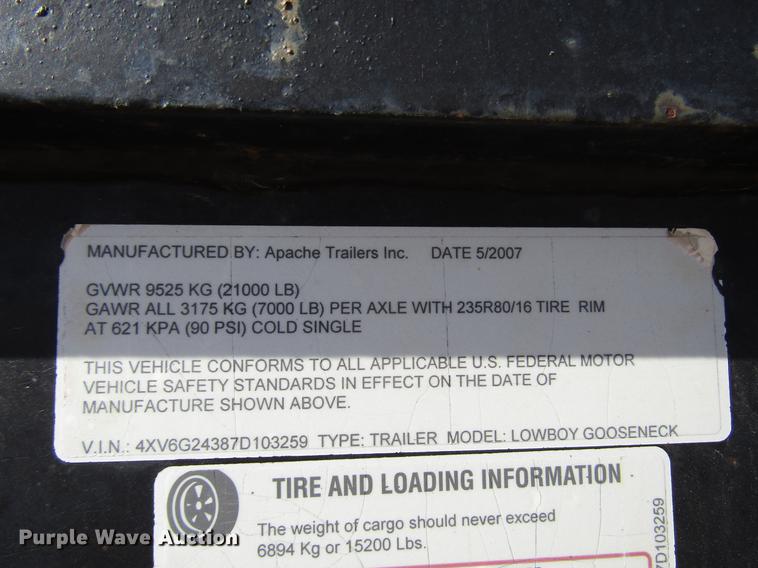 MANUFACTURED BY: Apache Trailers Inc. DATE 5/2007
GVWR 9525 KG (21000 LB)
GAWR ALL 3175 KG (7000 LB) PER AXLE WITH 235R80/16 TIRE RIM
AT 621 KPA (90 PSI) COLD SINGLE
THIS VEHICLE CONFORMS TO ALL APPLICABLE U.S. FEDERAL MOTOR
VEHICLE SAFETY STANDARDS IN EFFECT ON THE DATE OF
MANUFACTURE SHOWN ABOVE.
V.I.N.: 4XV6G24387D103259 TYPE: TRAILER MODEL: LOWBOY GOOSENECK
TIRE AND LOADING INFORMATION
The weight of cargo should never exceed
6894 Kg or 15200 Lbs.
7D103259
Purple Wave Auction